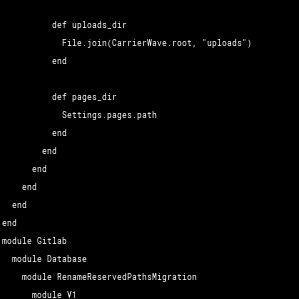 def uploads_dir
File.join(CarrierWave.root, "uploads")
end
def pages_dir
Settings.pages.path
end
end
end
end
end
end
module Gitlab
module Database
module RenameReservedPathsMigration
module V1